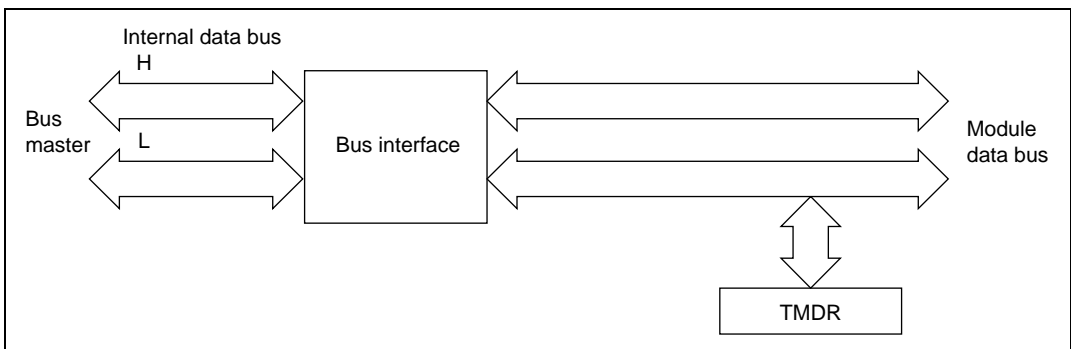 Internal data bus
H
Bus
master
L
Bus interface
Module
data bus
TMDR